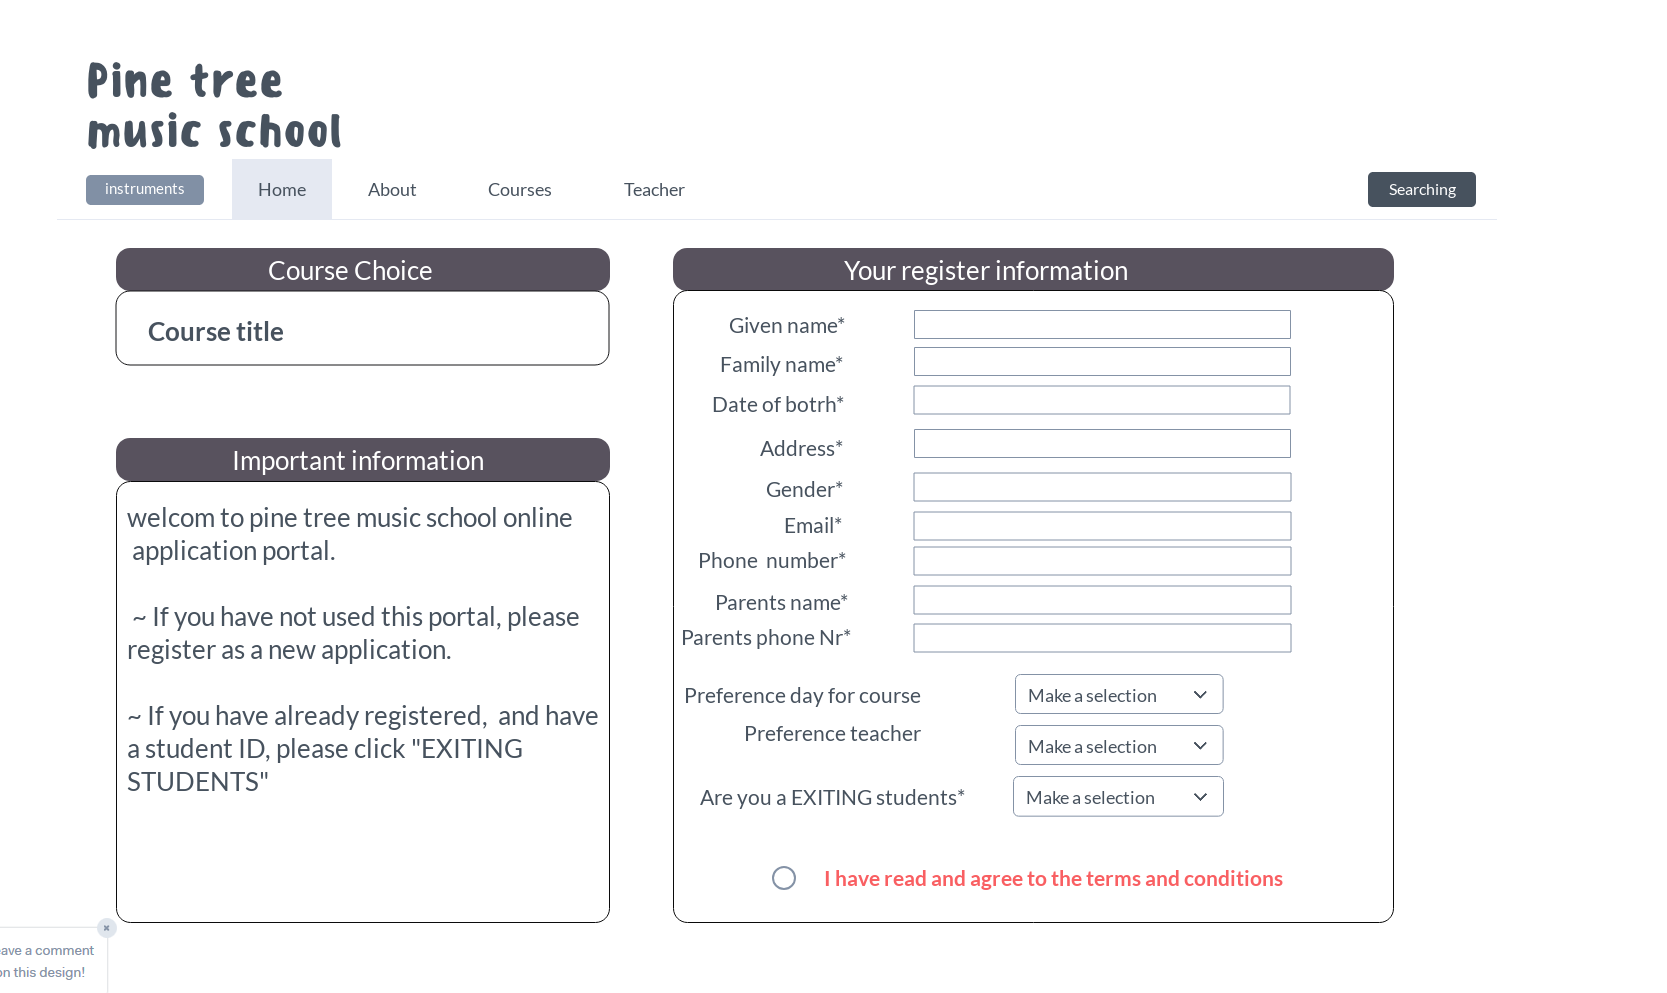 Pine tree
music school
instruments
Home
About
Courses
Teacher
Searching
Course Choice
Course title
Important information
welcom to pine tree music school online
application portal.
~ If you have not used this portal, please
register as a new application.
~ If you have already registered,  and have
a student ID, please click "EXITING
STUDENTS"
Your register information
Given name*
Family name*
Date of botrh*
Address*
Gender*
Email*
Phone  number*
Parents name*
Parents phone Nr*
Preference day for course
Make a selection
Preference teacher
Make a selection
Are you a EXITING students*
Make a selection
I have read and agree to the terms and conditions
a comment
this design!